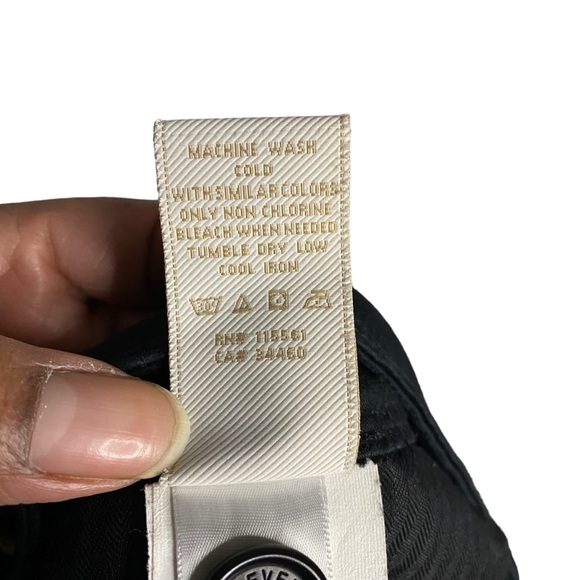 MACHINE WASH
COLD
WITH SIMILAR COLORS
ONLY NON CHLORINE
BLEACH WHEN NEEDED
TUMBLE DRY LOW
COOL IRON
RN# 115561
CA# 34460